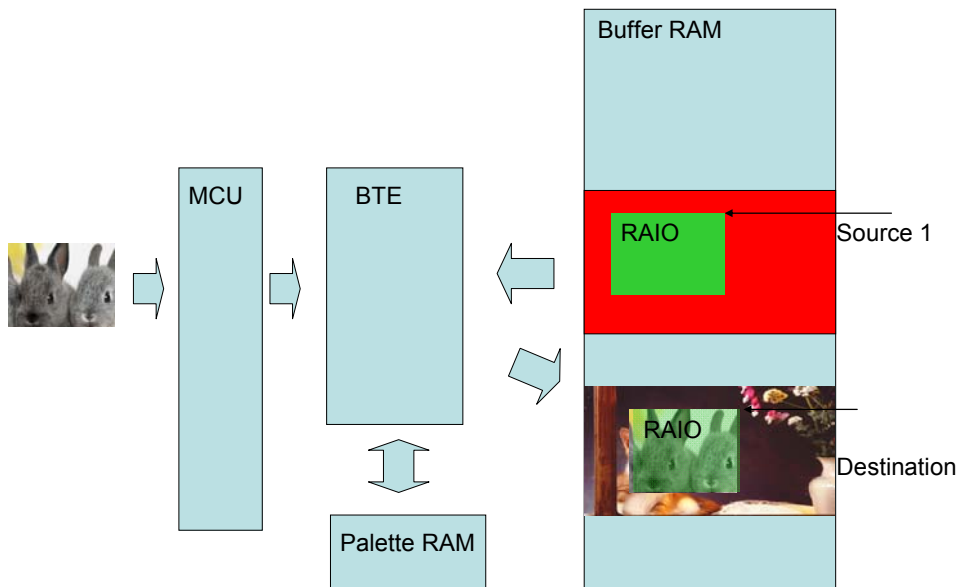 Buffer RAM
MCU
BTE
RAIO
Source 1
RAIO
Destination
Palette RAM